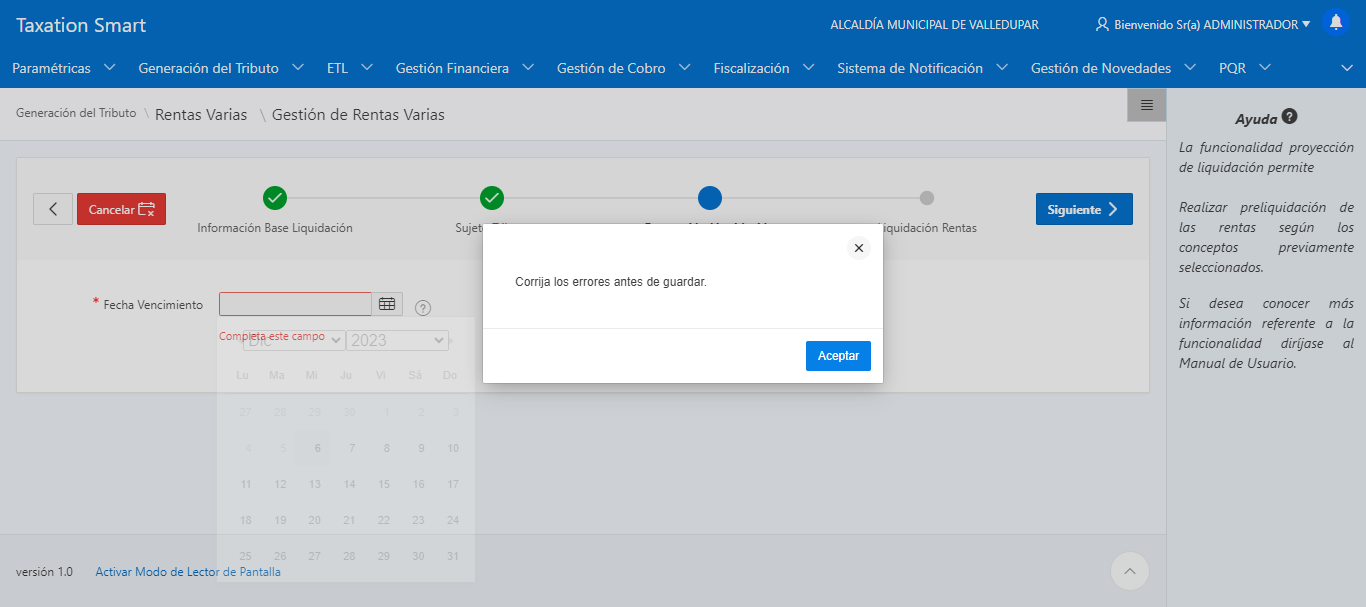 Taxation Smart
ALCALDÍA MUNICIPAL DE VALLEDUPAR
Bienvenido Sr(a) ADMINISTRADOR
Paramétricas
Generación del Tributo
ETL
Gestión Financiera
Gestión de Cobro
Fiscalización
Sistema de Notificación
Gestión de Novedades
PQR
Generación del Tributo \ Rentas Varias \ Gestión de Rentas Varias
Cancelar
Información Base Liquidación
Siguiente
Corrija los errores antes de guardar.
Aceptar
* Fecha Vencimiento
?
Completa este campo
Dic 2023
Lu Ma Mi Ju Vi Sá Do
27 28 29 30 1 2 3
4 5 6 7 8 9 10
11 12 13 14 15 16 17
18 19 20 21 22 23 24
25 26 27 28 29 30 31
Ayuda ?
La funcionalidad proyección
de liquidación permite
Realizar preliquidación de
las rentas según los
conceptos previamente
seleccionados.
Si desea conocer más
información referente a la
funcionalidad diríjase al
Manual de Usuario.
versión 1.0
Activar Modo de Lector de Pantalla